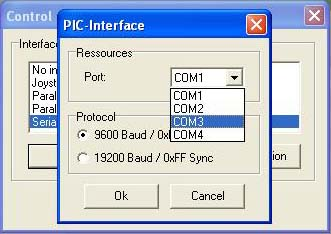 Control
PIC-Interface
Interface
Ressources
Port:
COM1
COM1
COM2
COM3
COM4
No in
Joyst
Paral
Paral
Seria
Protocol
9600 Baud / 0xF
19200 Baud / 0xFF Sync
ion
Ok
Cancel